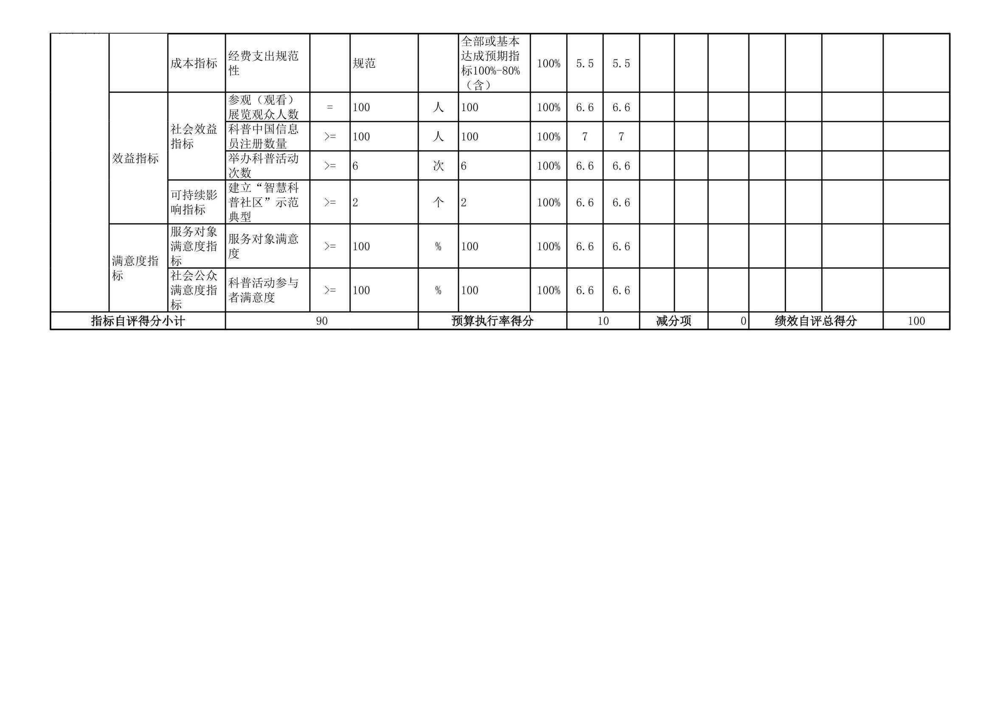 成本指标 经费支出规范性 规范 全部或基本达成预期指标100%-80%（含） 100% 5.5 5.5
效益指标 社会效益指标 参观（观看）展览观众人数 = 100 人 100 100% 6.6 6.6
科普中国信息员注册数量 >= 100 人 100 100% 7 7
举办科普活动次数 >= 6 次 6 100% 6.6 6.6
可持续影响指标 建立“智慧科普社区”示范典型 >= 2 个 2 100% 6.6 6.6
满意度指标 服务对象满意度指标 服务对象满意度 >= 100 % 100 100% 6.6 6.6
社会公众满意度指标 科普活动参与者满意度 >= 100 % 100 100% 6.6 6.6
指标自评得分小计 90 预算执行率得分 10 减分项 0 绩效自评总得分 100